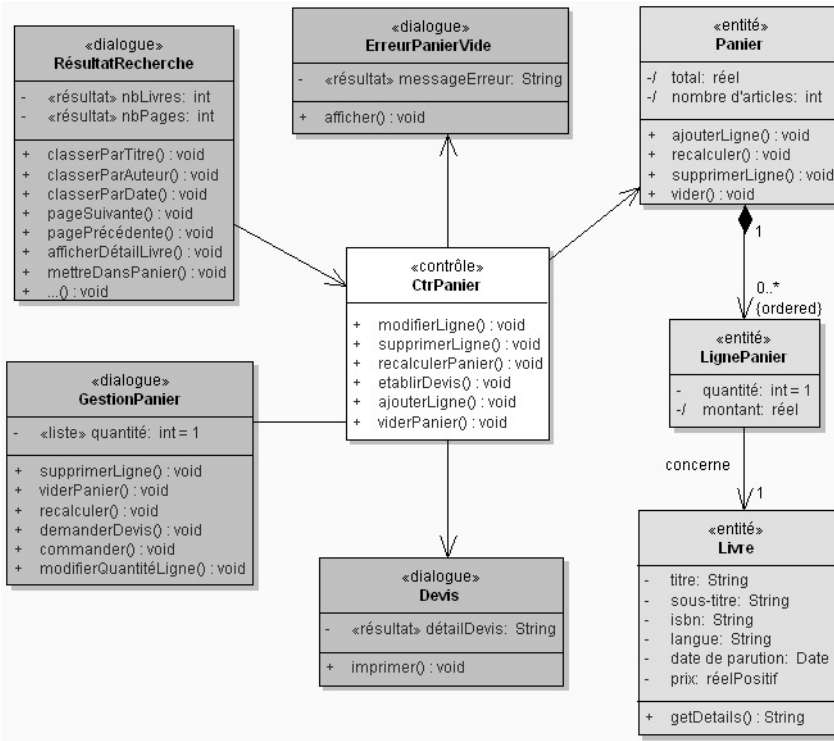 «dialogue»
RésultatRecherche
- «résultat» nbLivres: int
- «résultat» nbPages: int
+ classerParTitre() : void
+ classerParAuteur() : void
+ classerParDate() : void
+ pageSuivante() : void
+ pagePrécédente() : void
+ afficherDétailLivre() : void
+ mettreDansPanier() : void
+ ...() : void
«dialogue»
ErreurPanierVide
- «résultat» messageErreur: String
+ afficher() : void
«entité»
Panier
-/ total: réel
-/ nombre d'articles: int
+ ajouterLigne() : void
+ recalculer() : void
+ supprimerLigne() : void
+ vider() : void
1
0..*
{ordered}
«contrôle»
CtrPanier
+ modifierLigne() : void
+ supprimerLigne() : void
+ recalculerPanier() : void
+ etablirDevis() : void
+ ajouterLigne() : void
+ viderPanier() : void
«entité»
LignePanier
- quantité: int = 1
-/ montant: réel
concerne
1
«dialogue»
GestionPanier
- «liste» quantité: int = 1
+ supprimerLigne() : void
+ viderPanier() : void
+ recalculer() : void
+ demanderDevis() : void
+ commander() : void
+ modifierQuantitéLigne() : void
«dialogue»
Devis
- «résultat» détailDevis: String
+ imprimer() : void
«entité»
Livre
- titre: String
- sous-titre: String
- isbn: String
- langue: String
- date de parution: Date
- prix: réelPositif
+ getDetails() : String